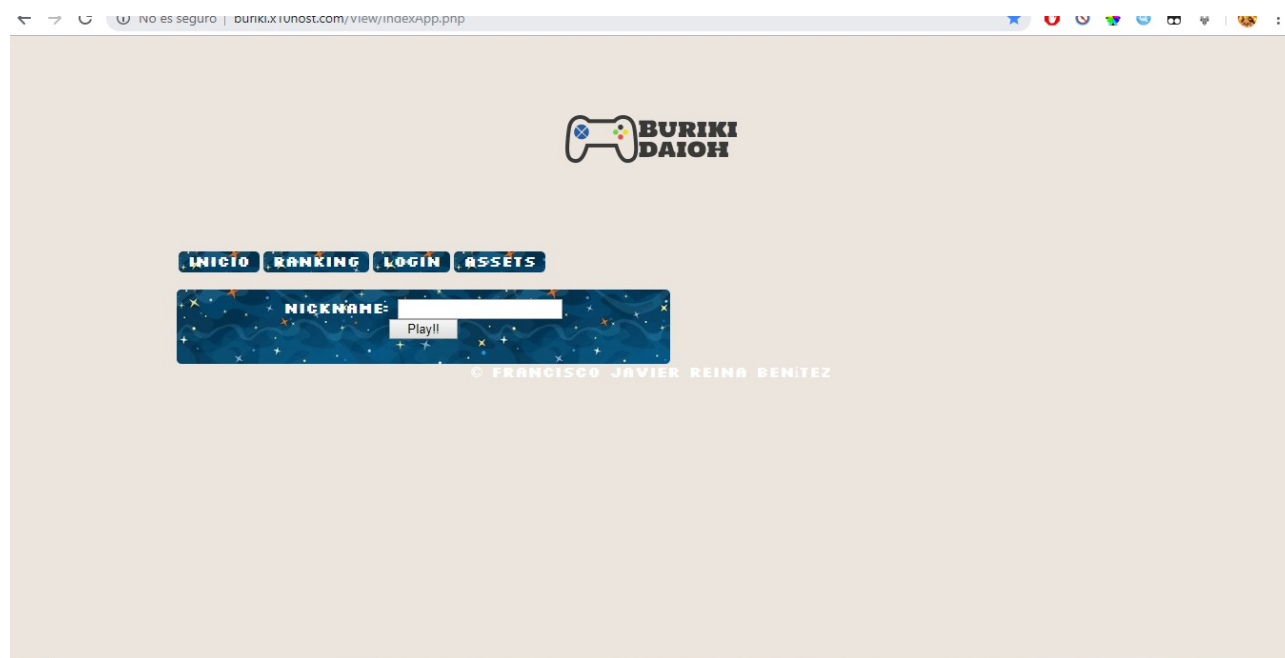 No es seguro | buriki.x10host.com/View/indexApp.php
BURIKI
DAIOH
INICIO RANKING LOGIN ASSETS
NICKNAME:
Play!!
© FRANCISCO JAVIER REINA BENíTEZ